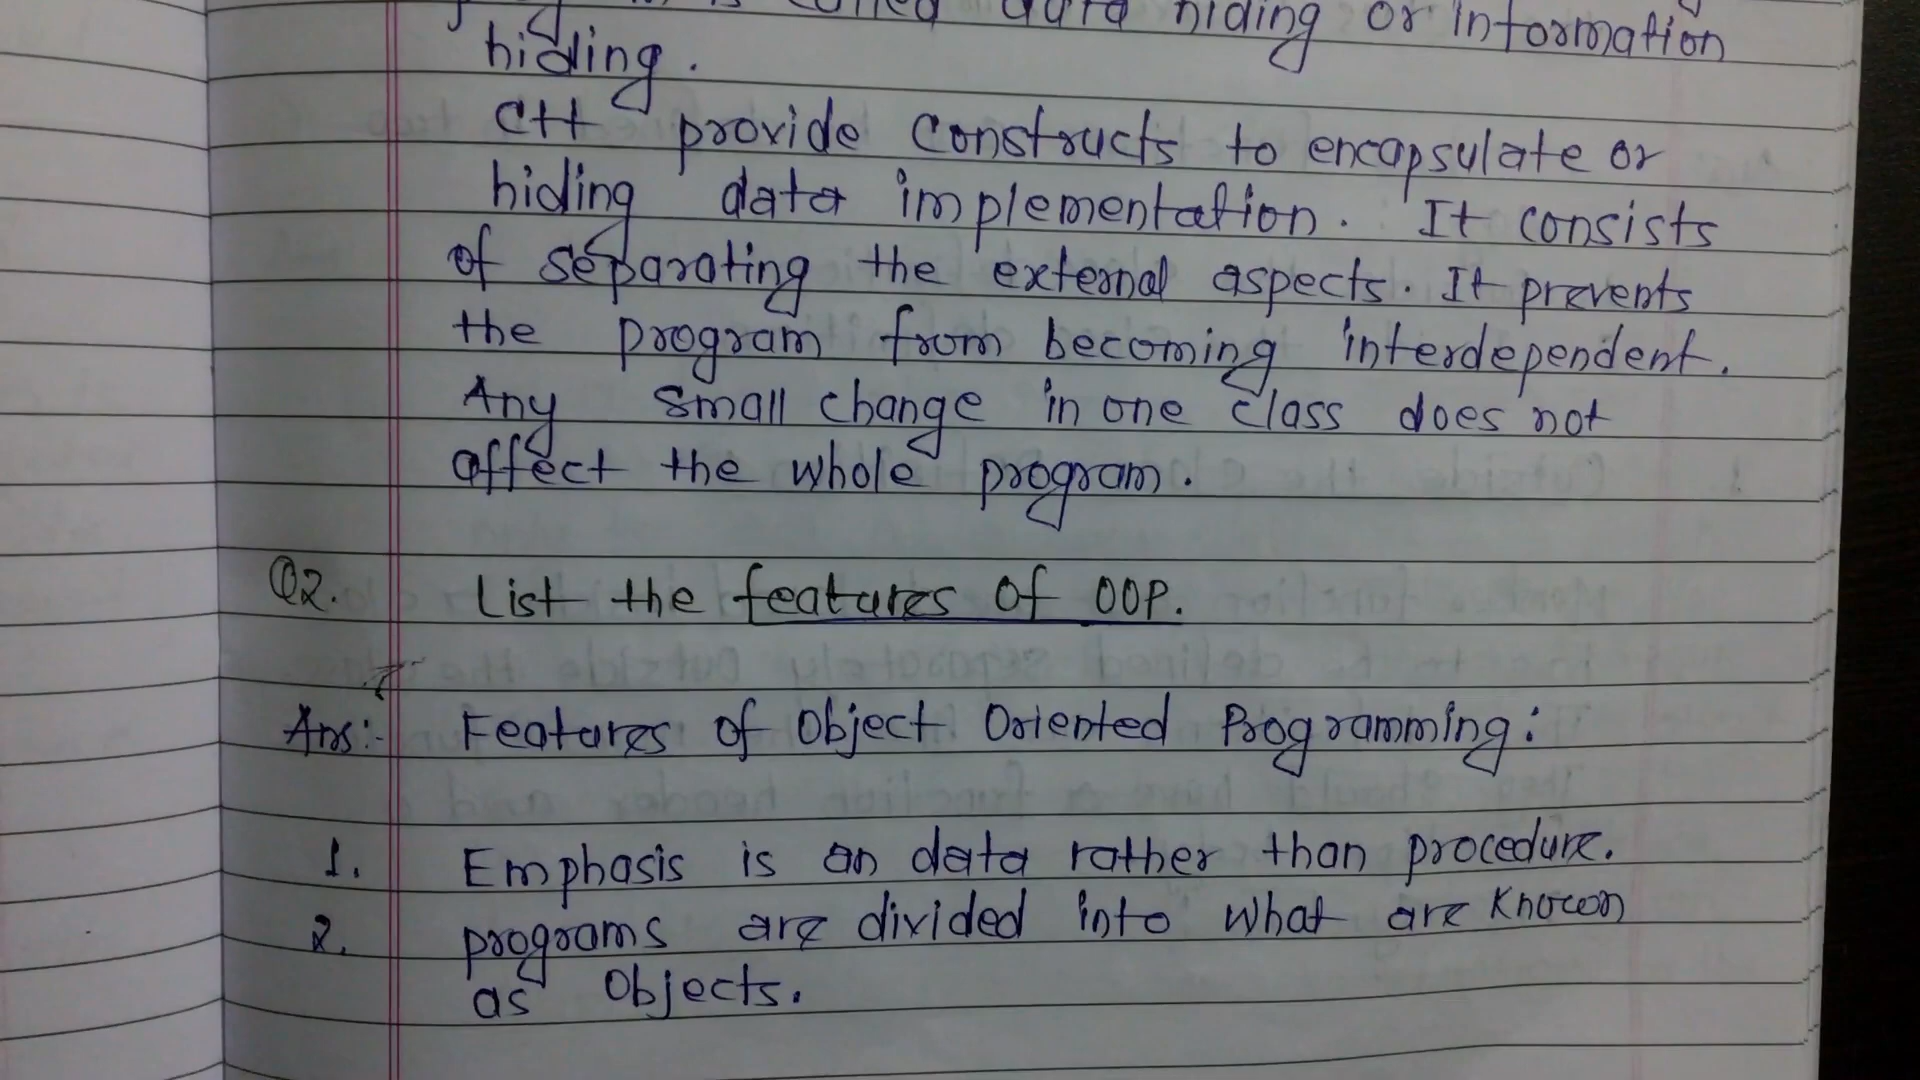 is called data hiding or information
hiding.
C++ provide constructs to encapsulate or
hiding data implementation. It consists
of separating the external aspects. It prevents
the program from becoming interdependent.
Any small change in one class does not
affect the whole program.
Q2. List the features of OOP.
Ans:- Features of Object Oriented Programming:
1. Emphasis is on data rather than procedure.
2. programs are divided into what are known
as objects.